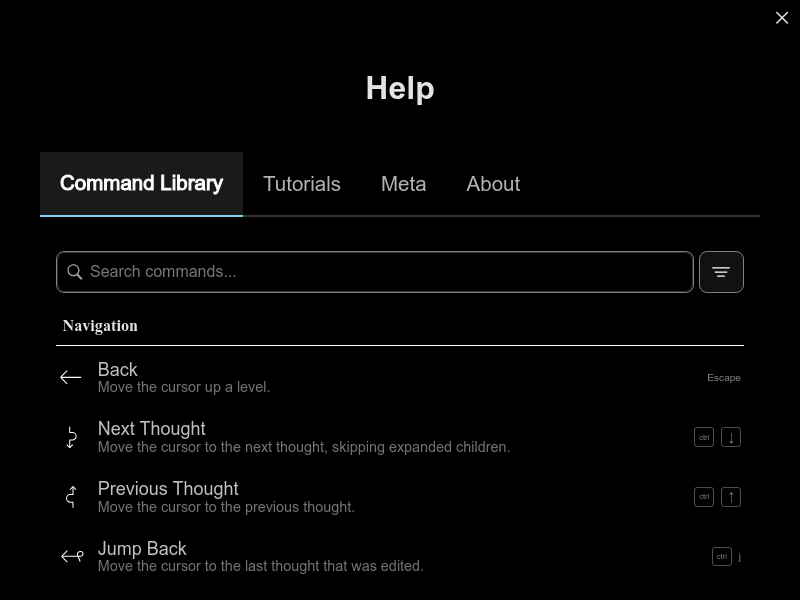 Help
Command Library Tutorials Meta About
Search commands...
Navigation
Back
Move the cursor up a level.
Escape
Next Thought
Move the cursor to the next thought, skipping expanded children.
ctrl ↓
Previous Thought
Move the cursor to the previous thought.
ctrl ↑
Jump Back
Move the cursor to the last thought that was edited.
ctrl j